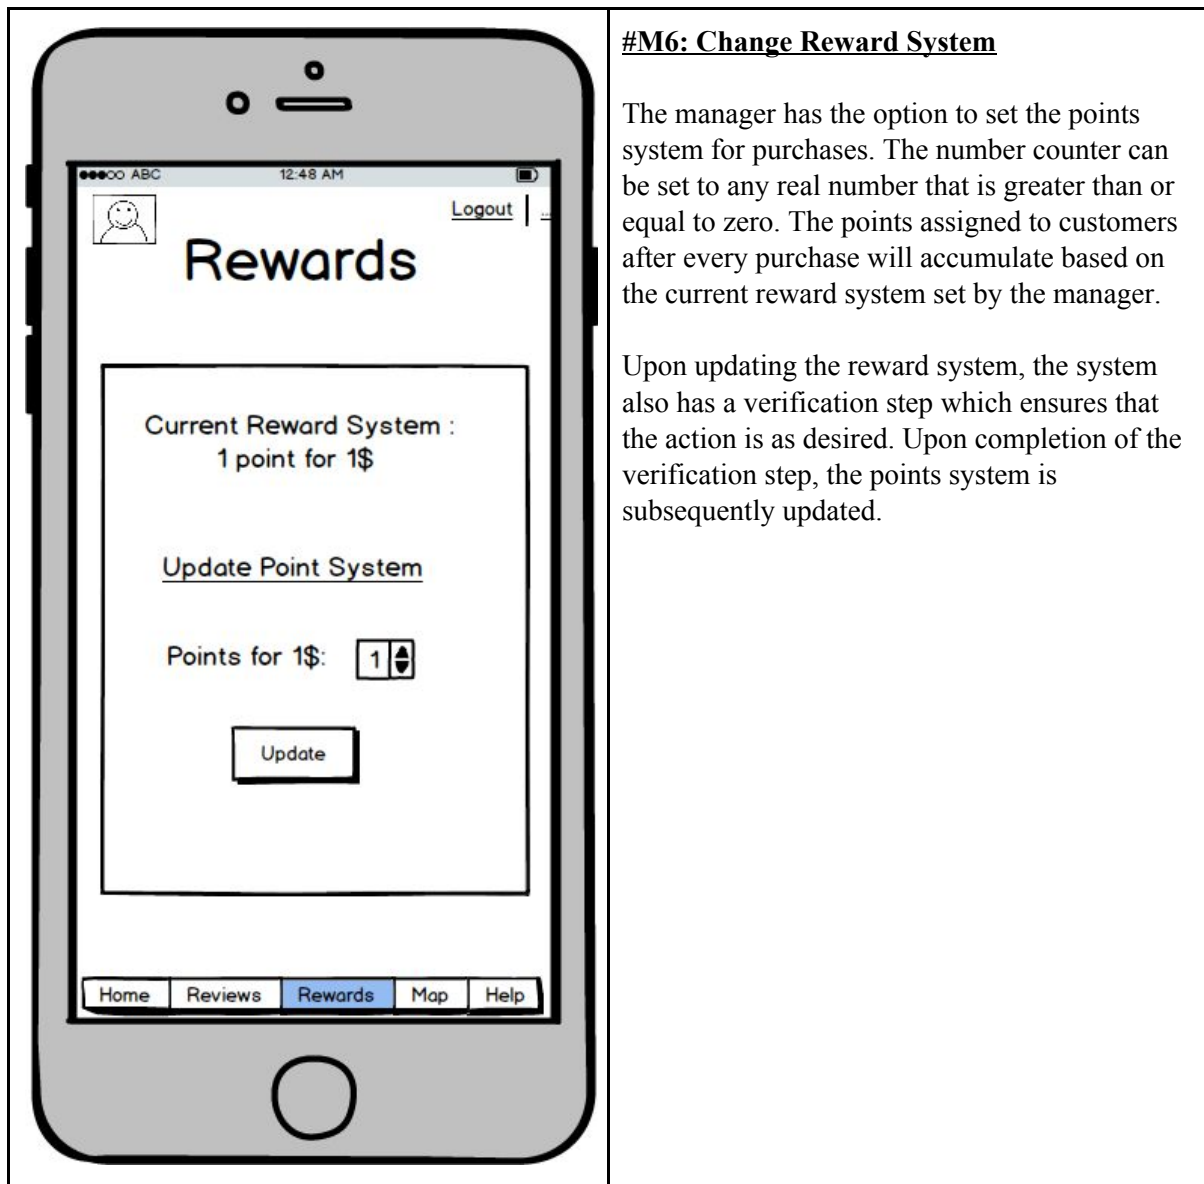 ABC 12:48 AM
Logout ...
Rewards
Current Reward System :
1 point for 1$
Update Point System
Points for 1$: 1
Update
Home Reviews Rewards Map Help
#M6: Change Reward System
The manager has the option to set the points
system for purchases. The number counter can
be set to any real number that is greater than or
equal to zero. The points assigned to customers
after every purchase will accumulate based on
the current reward system set by the manager.
Upon updating the reward system, the system
also has a verification step which ensures that
the action is as desired. Upon completion of the
verification step, the points system is
subsequently updated.